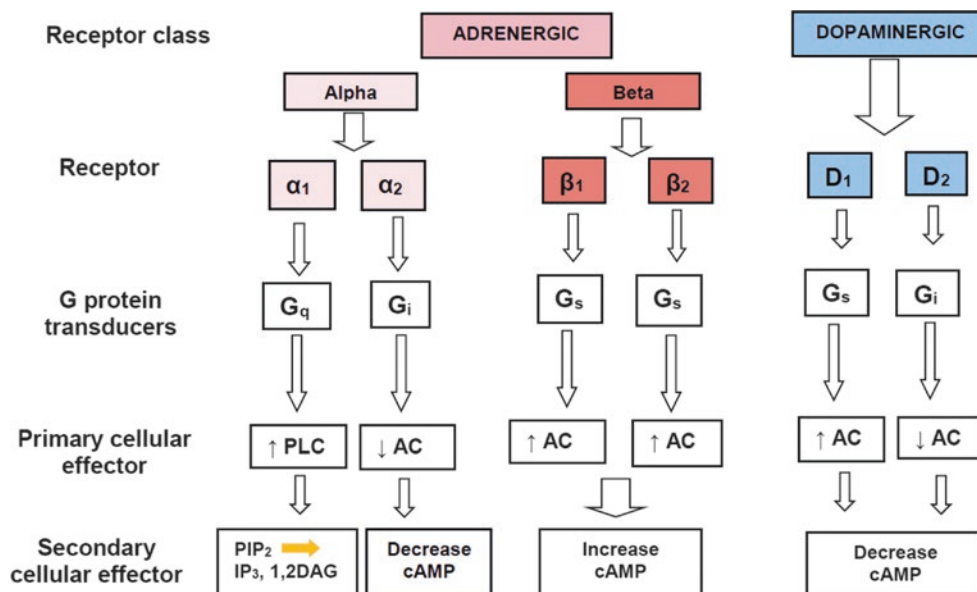 Receptor class
ADRENERGIC
DOPAMINERGIC
Alpha
Beta
Receptor
α₁
α₂
β₁
β₂
D₁
D₂
G protein
transducers
Gq
Gᵢ
Gₛ
Gₛ
Gₛ
Gᵢ
Primary cellular
effector
↑ PLC
↓ AC
↑ AC
↑ AC
↑ AC
↓ AC
Secondary
cellular effector
PIP₂
IP₃, 1,2DAG
Decrease
cAMP
Increase
cAMP
Decrease
cAMP